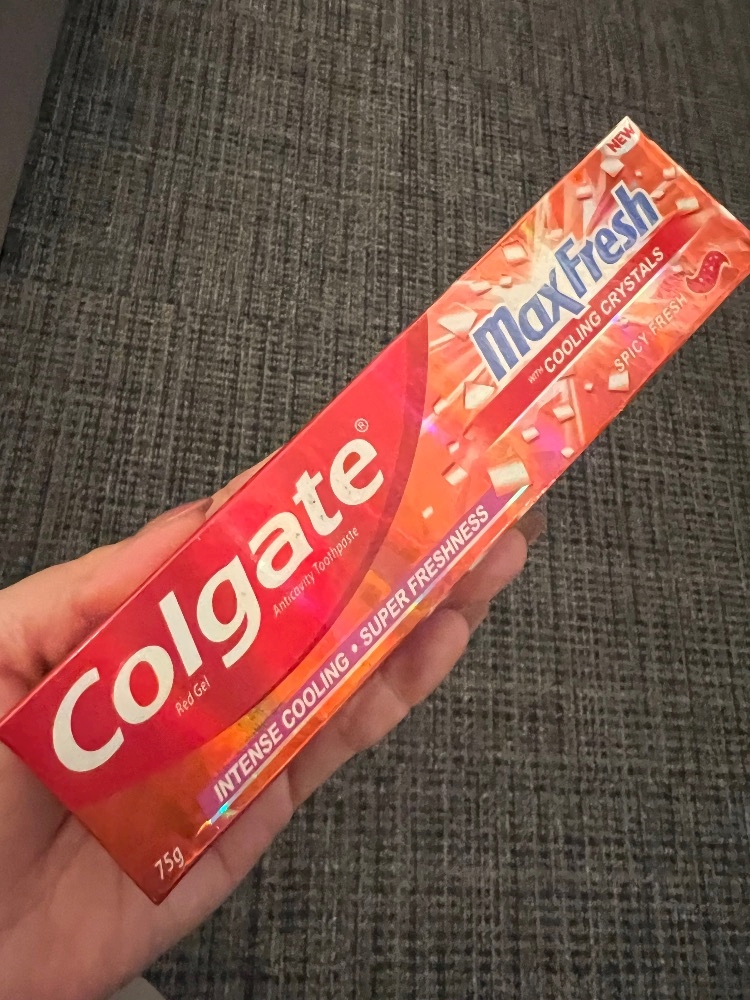 NEW
MaxFresh
WITH COOLING CRYSTALS
SPICY FRESH
Colgate®
Anticavity Toothpaste
Red Gel
INTENSE COOLING • SUPER FRESHNESS
75g